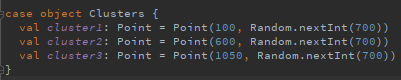 case object Clusters {
  val cluster1: Point = Point(100, Random.nextInt(700))
  val cluster2: Point = Point(600, Random.nextInt(700))
  val cluster3: Point = Point(1050, Random.nextInt(700))
}